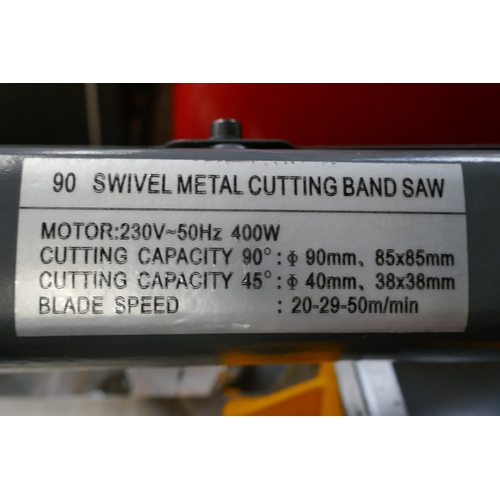 90 SWIVEL METAL CUTTING BAND SAW
MOTOR:230V~50Hz 400W
CUTTING CAPACITY 90°:Φ 90mm、85x85mm
CUTTING CAPACITY 45°:Φ 40mm、38x38mm
BLADE SPEED : 20-29-50m/min